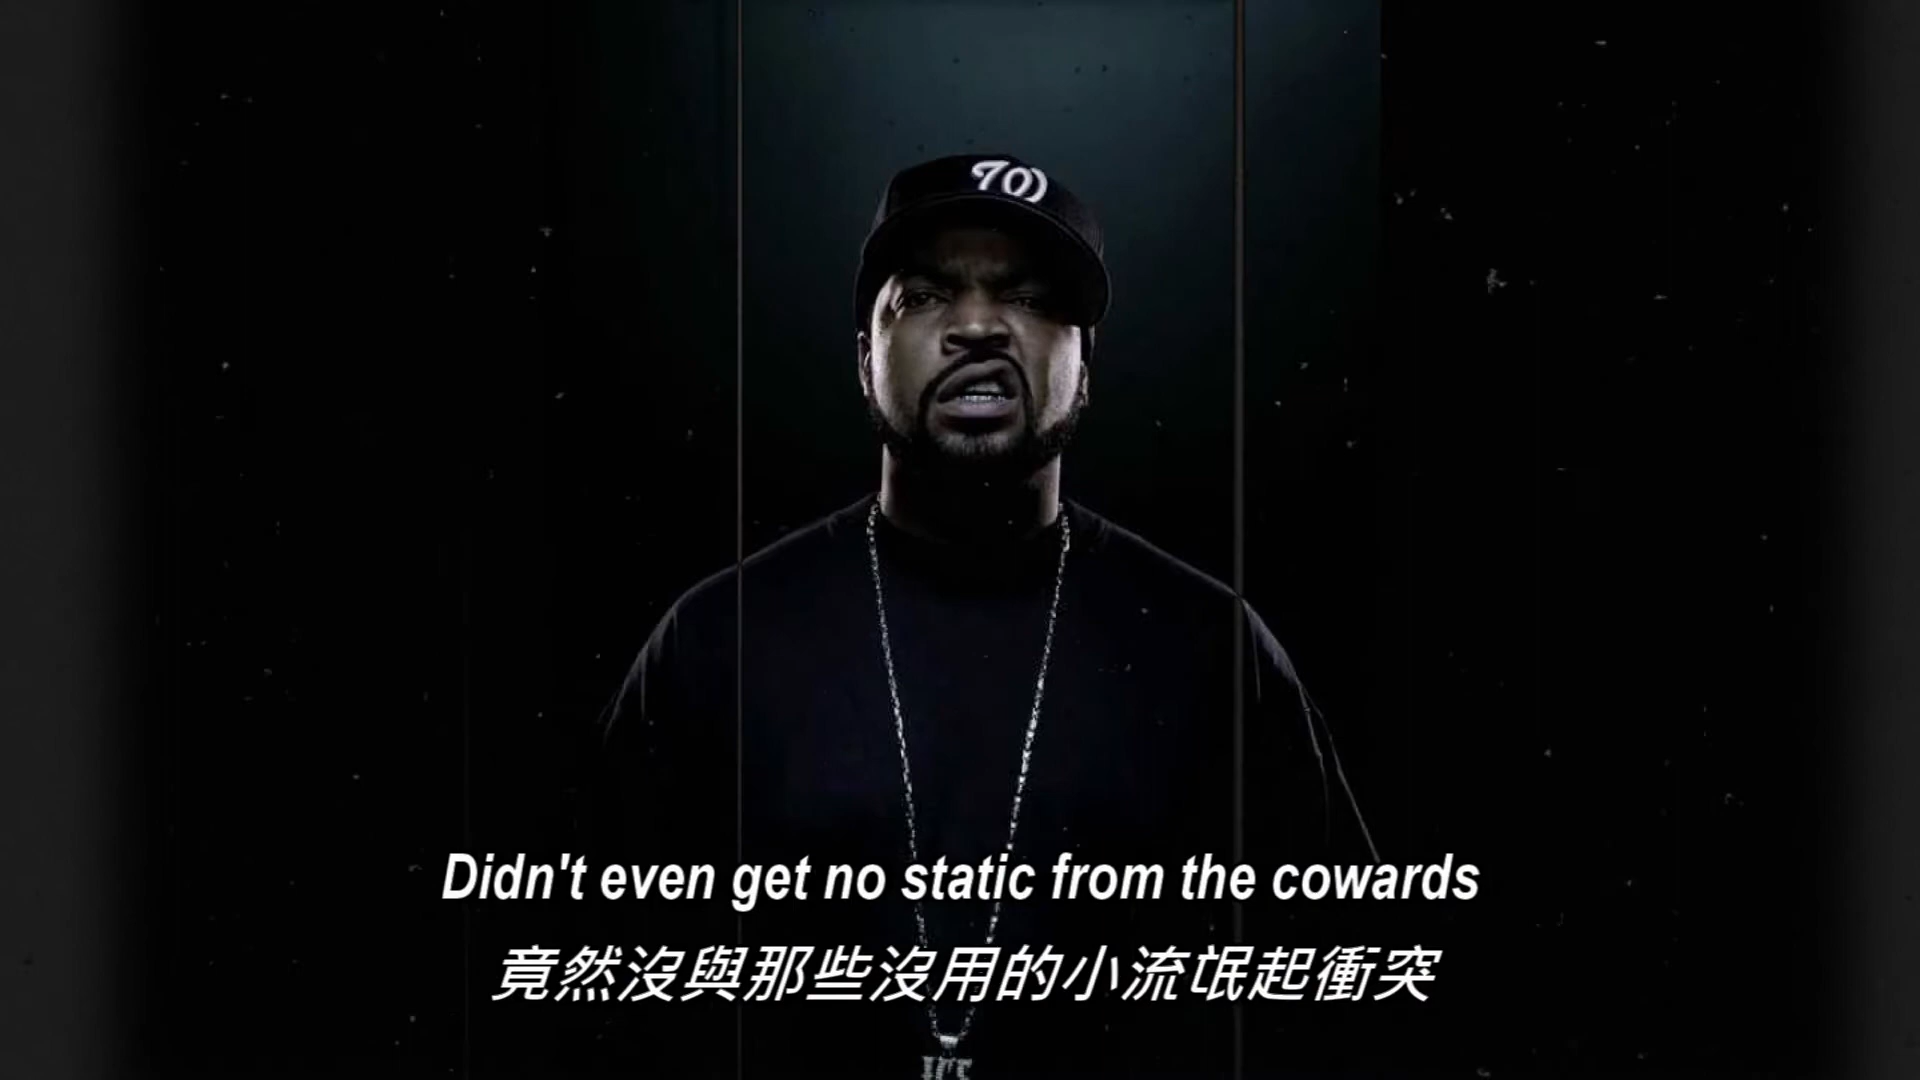 Didn't even get no static from the cowards
竟然沒與那些沒用的小流氓起衝突